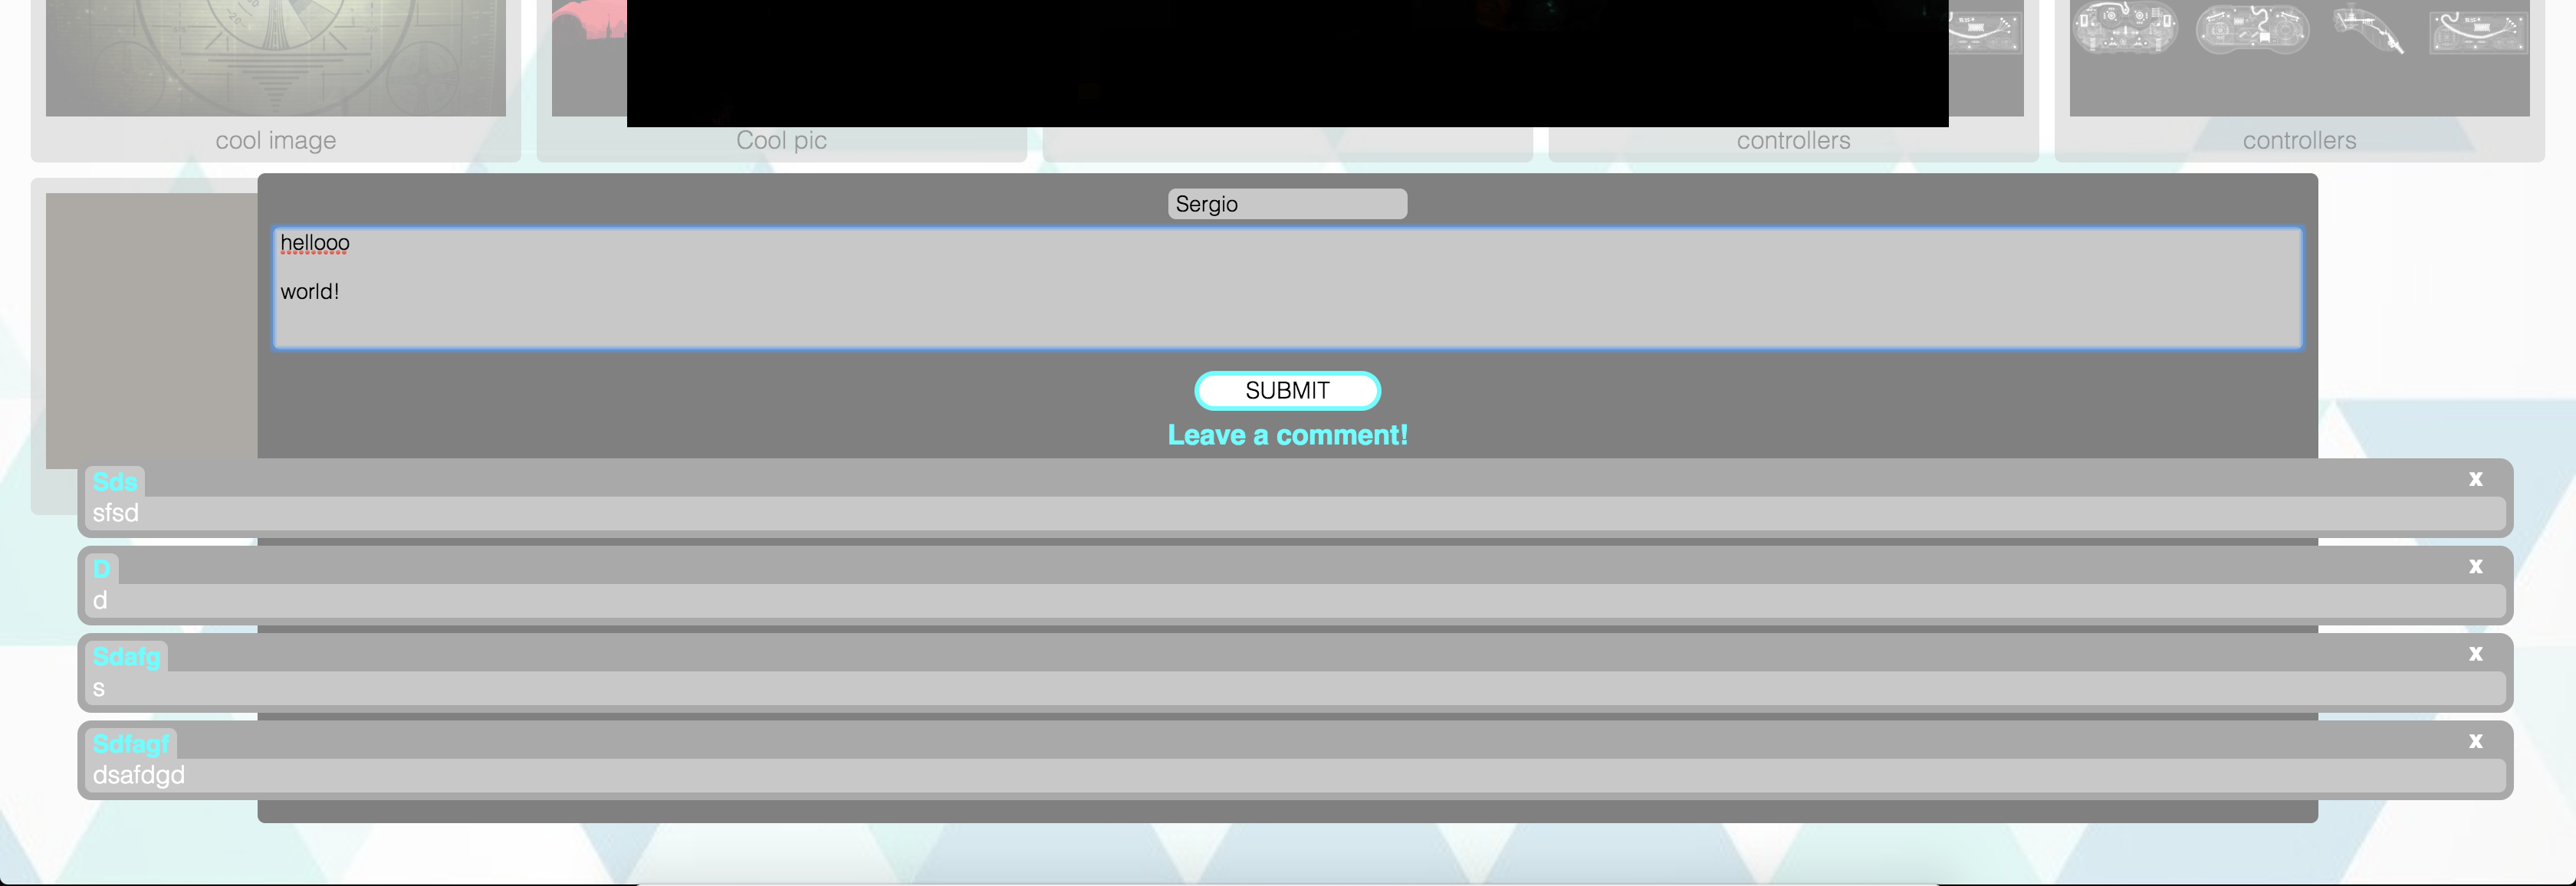 cool image
Cool pic
controllers
controllers
Sergio
hellooo
world!
SUBMIT
Leave a comment!
Sds
x
sfsd
D
x
d
Sdafg
x
s
Sdfagf
x
dsafdgd